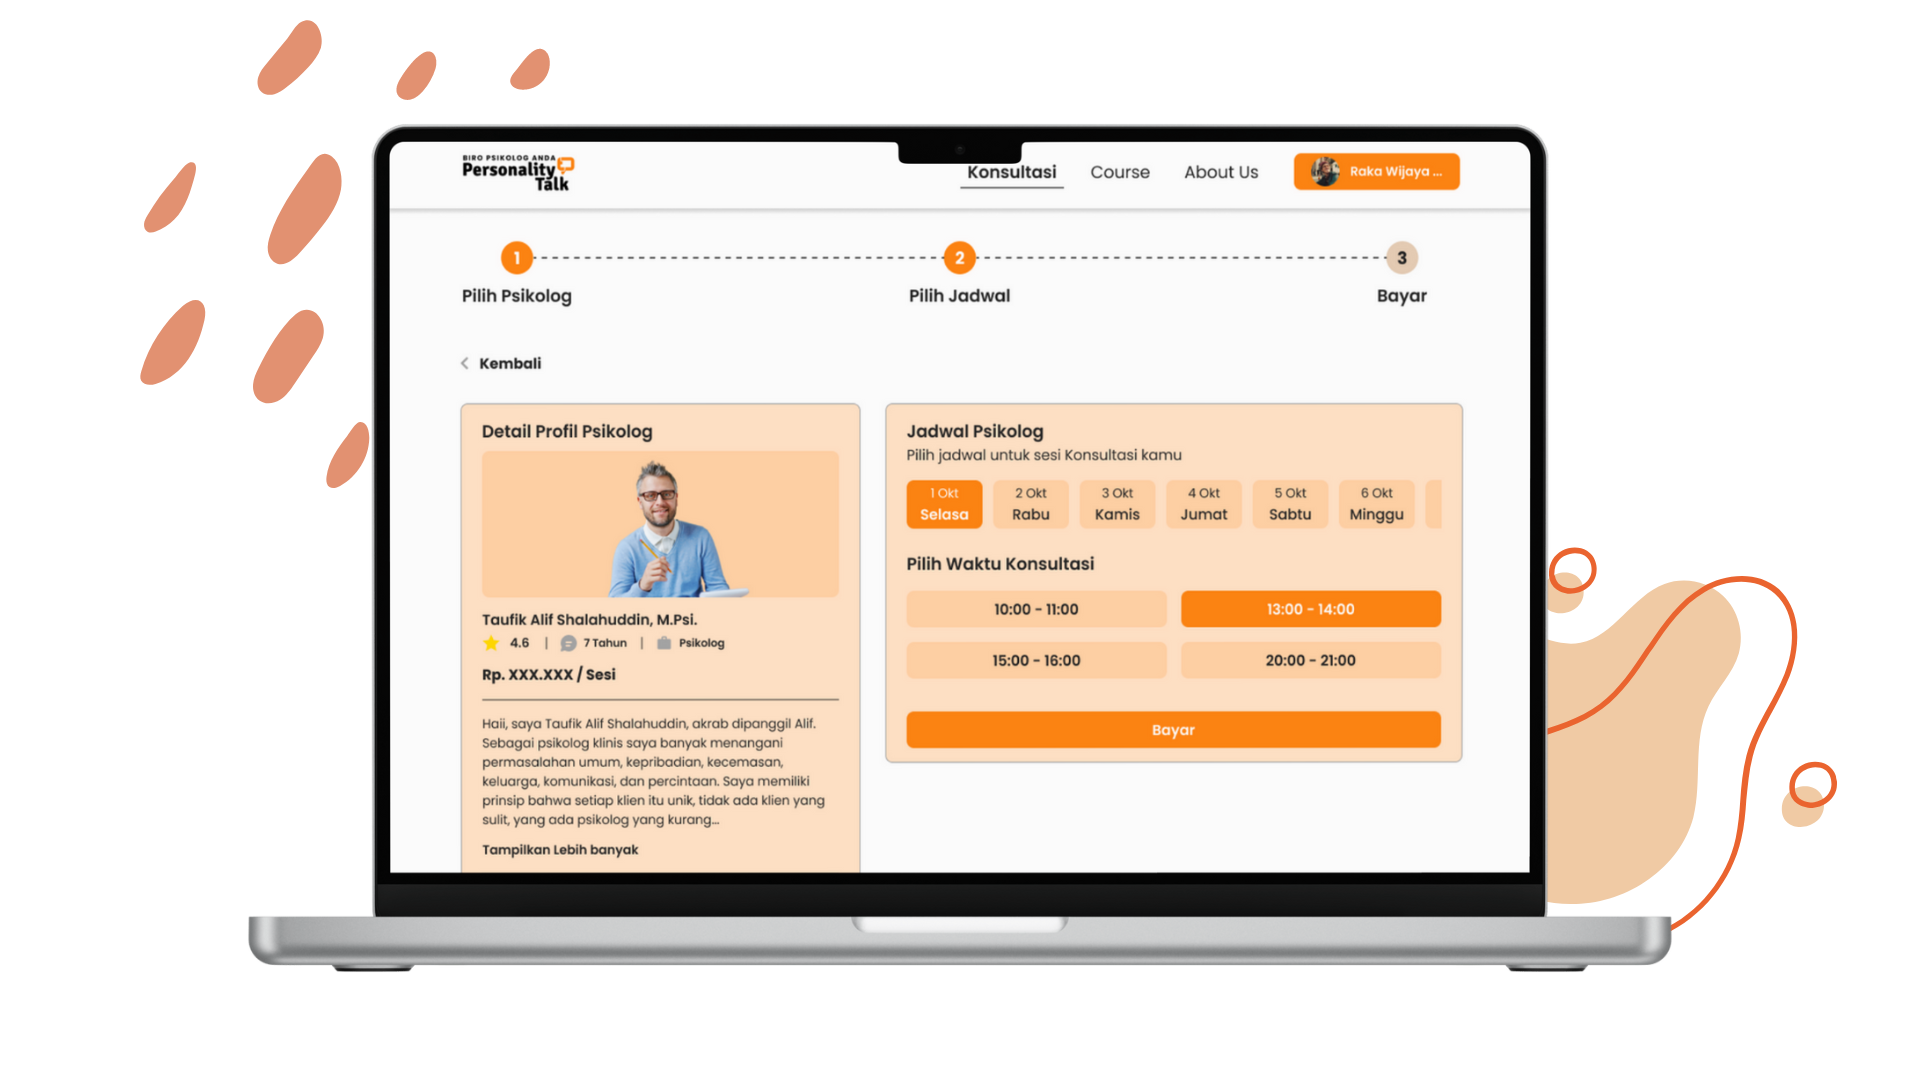 BIRO PSIKOLOG ANDA
Personality
Talk
Konsultasi
Course
About Us
Raka Wijaya ...
1
2
3
Pilih Psikolog
Pilih Jadwal
Bayar
Kembali
Detail Profil Psikolog
Taufik Alif Shalahuddin, M.Psi.
4.6 | 7 Tahun | Psikolog
Rp. XXX.XXX / Sesi
Haii, saya Taufik Alif Shalahuddin, akrab dipanggil Alif.
Sebagai psikolog klinis saya banyak menangani
permasalahan umum, kepribadian, kecemasan,
keluarga, komunikasi, dan percintaan. Saya memiliki
prinsip bahwa setiap klien itu unik, tidak ada klien yang
sulit, yang ada psikolog yang kurang...
Tampilkan Lebih banyak
Jadwal Psikolog
Pilih jadwal untuk sesi Konsultasi kamu
1 Okt
Selasa
2 Okt
Rabu
3 Okt
Kamis
4 Okt
Jumat
5 Okt
Sabtu
6 Okt
Minggu
Pilih Waktu Konsultasi
10:00 - 11:00
13:00 - 14:00
15:00 - 16:00
20:00 - 21:00
Bayar